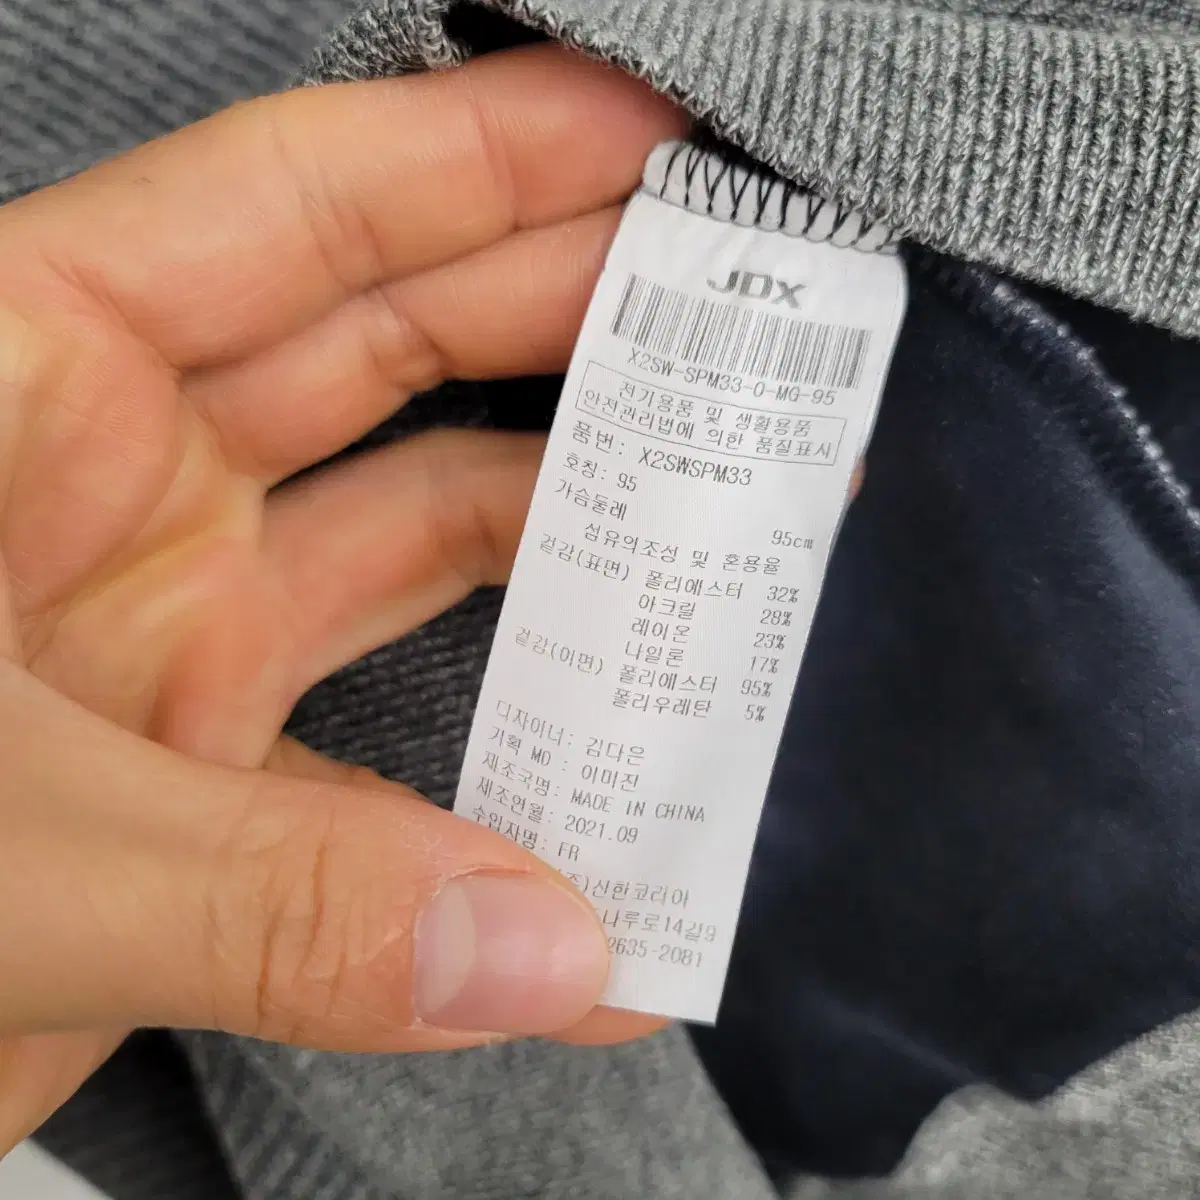 JDX
X2SW-SPM33-0-MG-95
전기용품 및 생활용품
안전관리법에 의한 품질표시
품번: X2SWSPM33
호칭: 95
가슴둘레 95cm
섬유의조성 및 혼용율
겉감(표면) 폴리에스터 32%
아크릴 28%
레이온 23%
나일론 17%
겉감(이면) 폴리에스터 95%
폴리우레탄 5%
디자이너: 김다은
기획 MD : 이미진
제조국명: MADE IN CHINA
제조연월: 2021.09
수입자명: FR
)신한코리아
나루로14길9
2635-2081